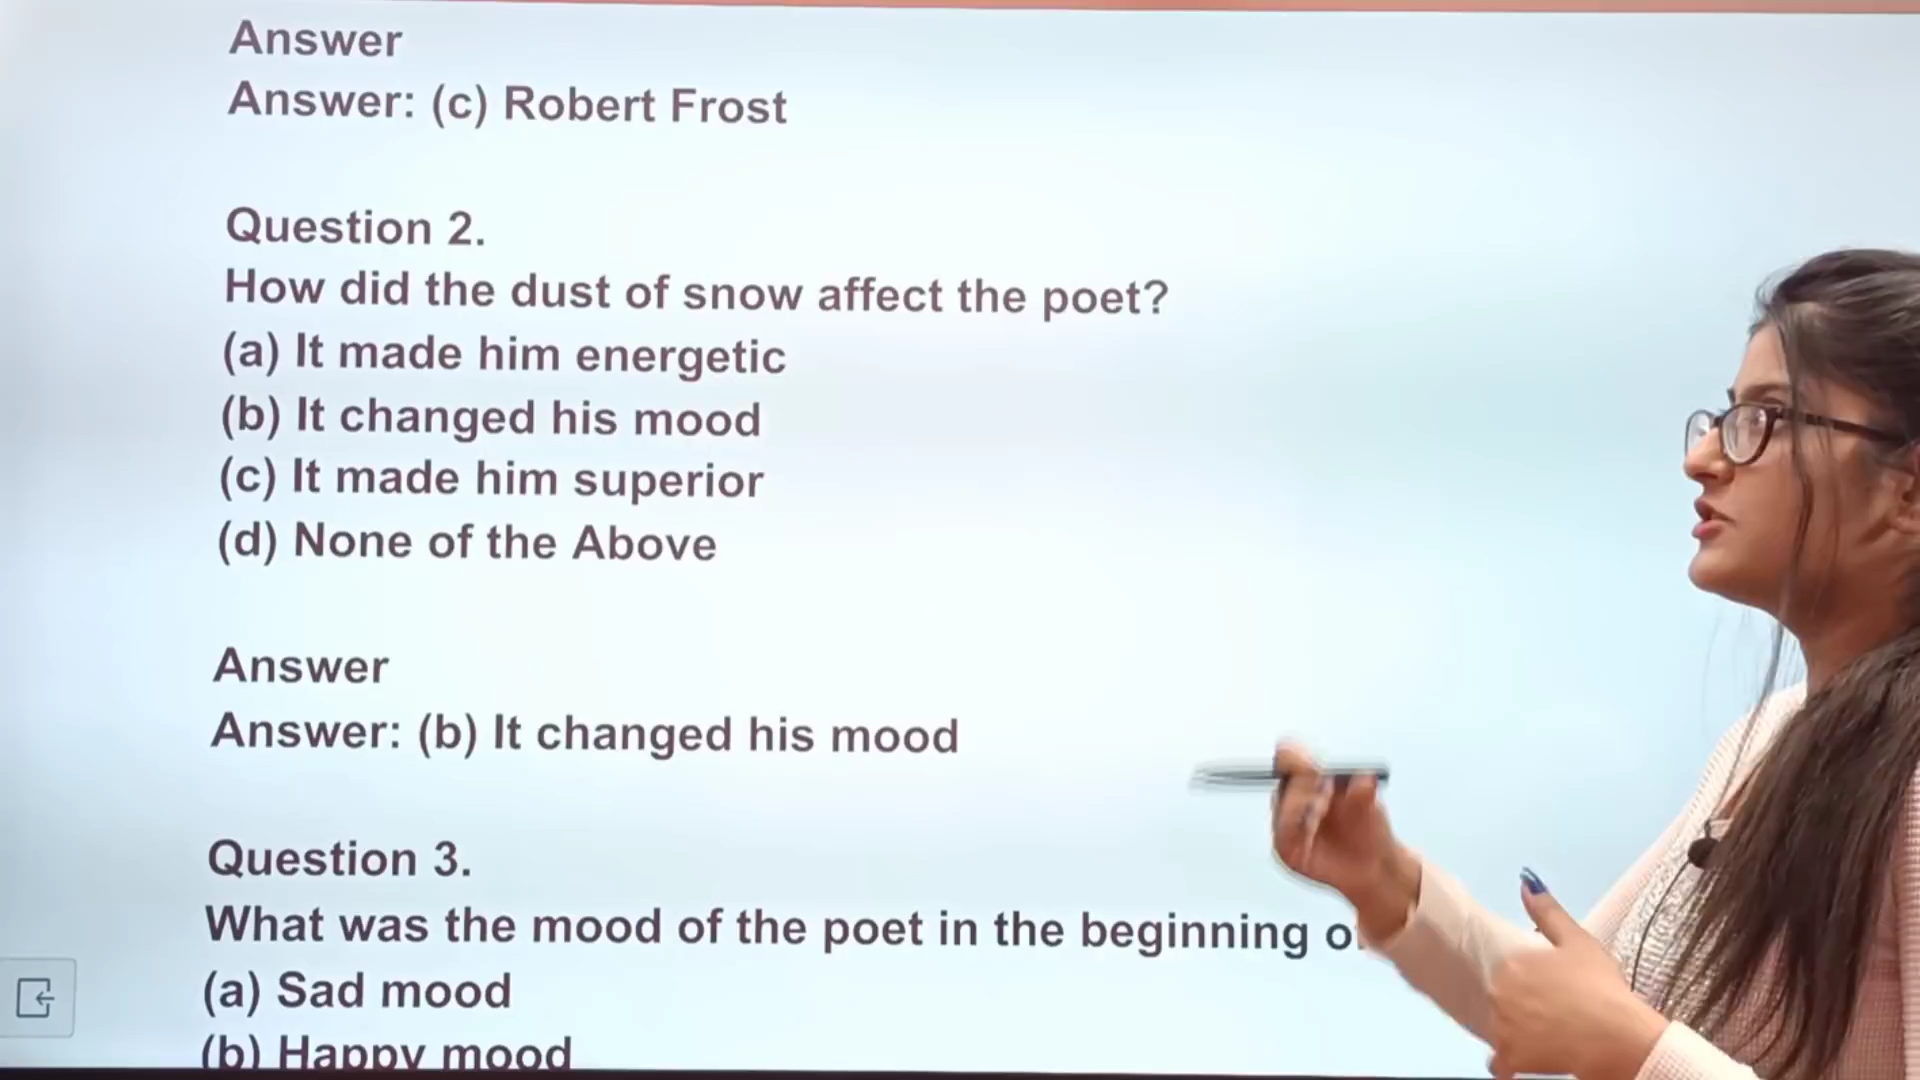 Answer
Answer: (c) Robert Frost
Question 2.
How did the dust of snow affect the poet?
(a) It made him energetic
(b) It changed his mood
(c) It made him superior
(d) None of the Above
Answer
Answer: (b) It changed his mood
Question 3.
What was the mood of the poet in the beginning
(a) Sad mood
(b) Happy mood